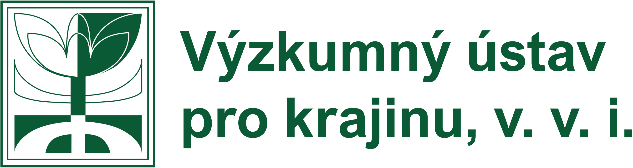 Výzkumný ústav
pro krajinu, v. v. i.